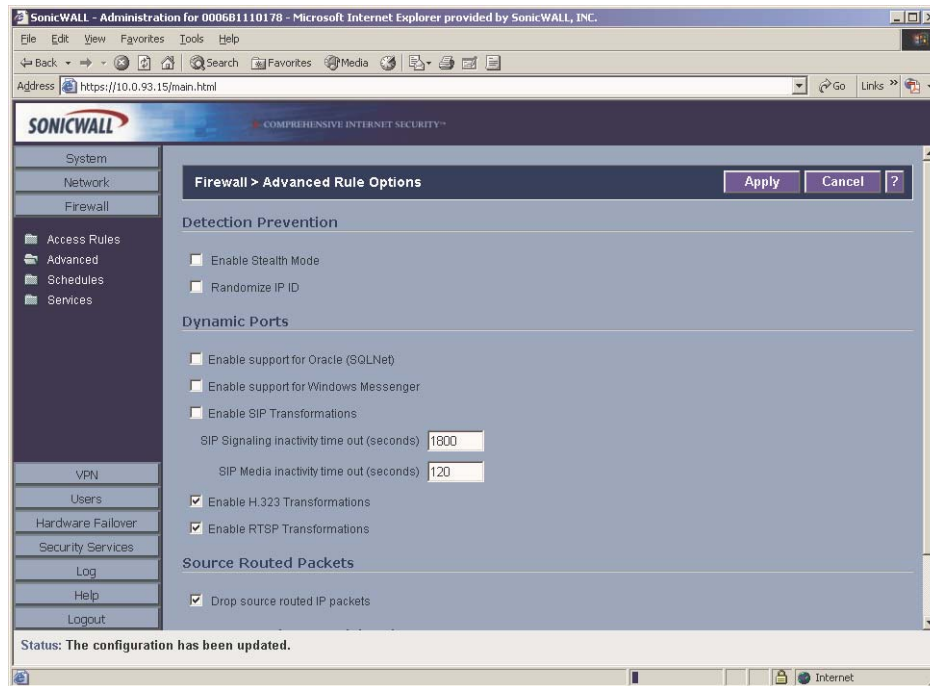 SonicWALL - Administration for 0006B1110178 - Microsoft Internet Explorer provided by SonicWALL, INC.
File Edit View Favorites Tools Help
Back Search Favorites Media
Address https://10.0.93.15/main.html Go Links »
SONICWALL COMPREHENSIVE INTERNET SECURITY™
System
Network
Firewall
Access Rules
Advanced
Schedules
Services
VPN
Users
Hardware Failover
Security Services
Log
Help
Logout
Firewall > Advanced Rule Options Apply Cancel ?
Detection Prevention
Enable Stealth Mode
Randomize IP ID
Dynamic Ports
Enable support for Oracle (SQLNet)
Enable support for Windows Messenger
Enable SIP Transformations
SIP Signaling inactivity time out (seconds) 1800
SIP Media inactivity time out (seconds) 120
Enable H.323 Transformations
Enable RTSP Transformations
Source Routed Packets
Drop source routed IP packets
Status: The configuration has been updated.
Internet